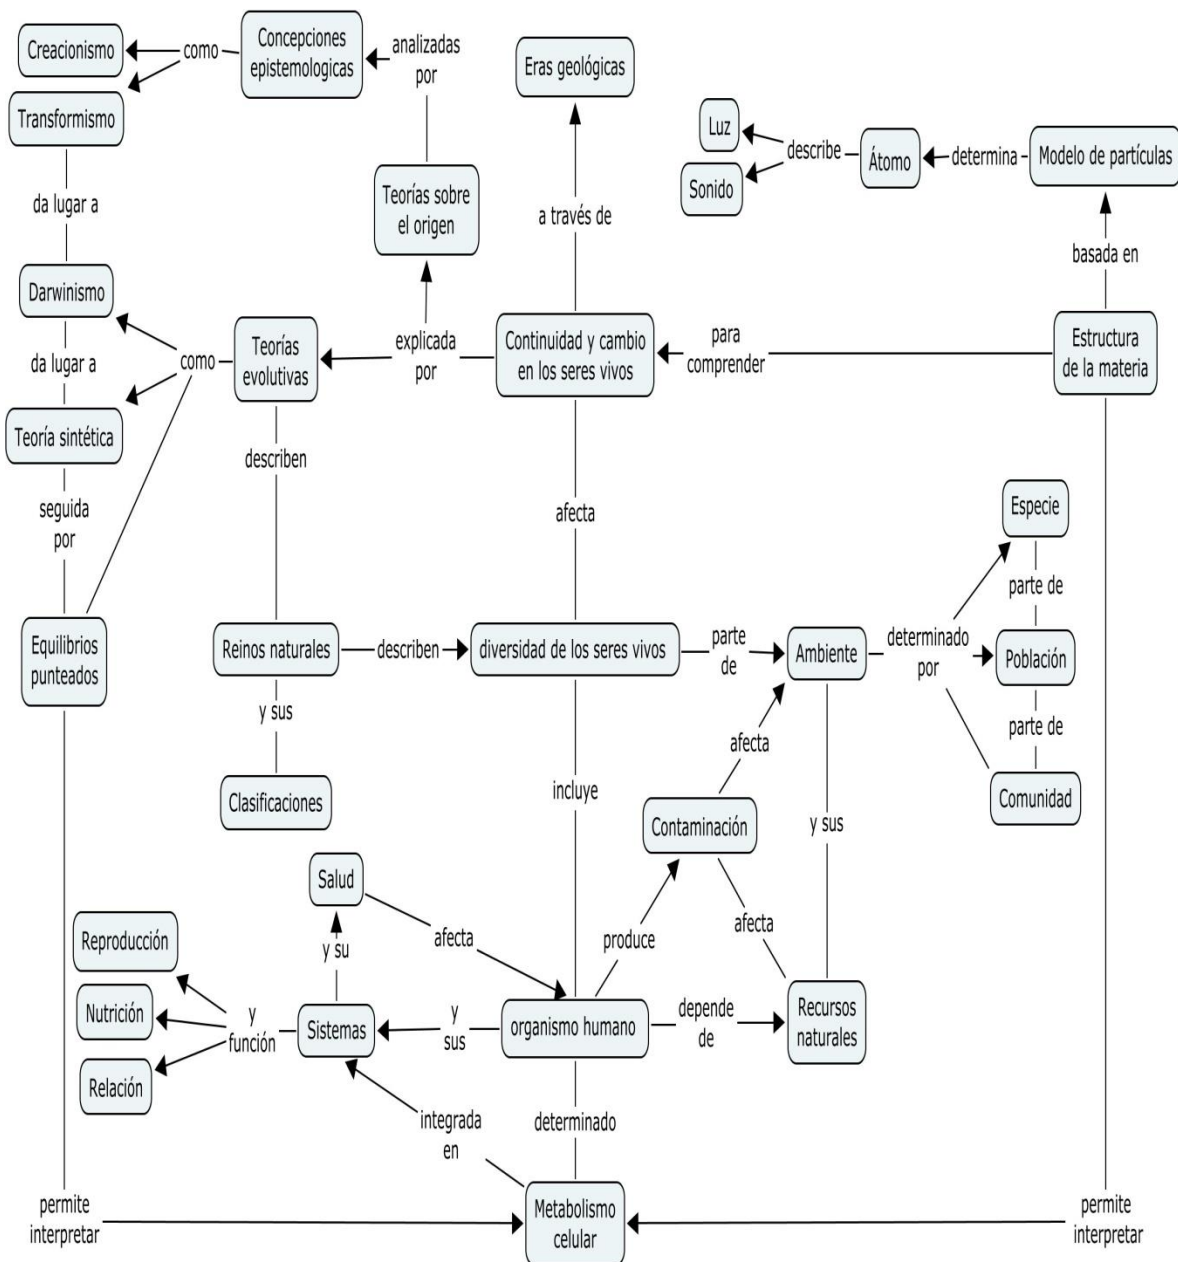 Creacionismo
como
Concepciones
epistemologicas
analizadas
por
Eras geológicas
Transformismo
Luz
describe
Átomo
determina
Modelo de partículas
Sonido
da lugar a
Teorías sobre
el origen
a través de
basada en
Darwinismo
como
Teorías
evolutivas
explicada
por
Continuidad y cambio
en los seres vivos
para
comprender
Estructura
de la materia
da lugar a
Teoría sintética
describen
seguida
por
afecta
Especie
parte de
Equilibrios
punteados
Reinos naturales
describen
diversidad de los seres vivos
parte
de
Ambiente
determinado
por
Población
y sus
parte de
afecta
Clasificaciones
incluye
Comunidad
Contaminación
y sus
Salud
Reproducción
afecta
produce
afecta
y su
Nutrición
y
función
Sistemas
y
sus
organismo humano
depende
de
Recursos
naturales
Relación
integrada
en
determinado
permite
interpretar
Metabolismo
celular
permite
interpretar